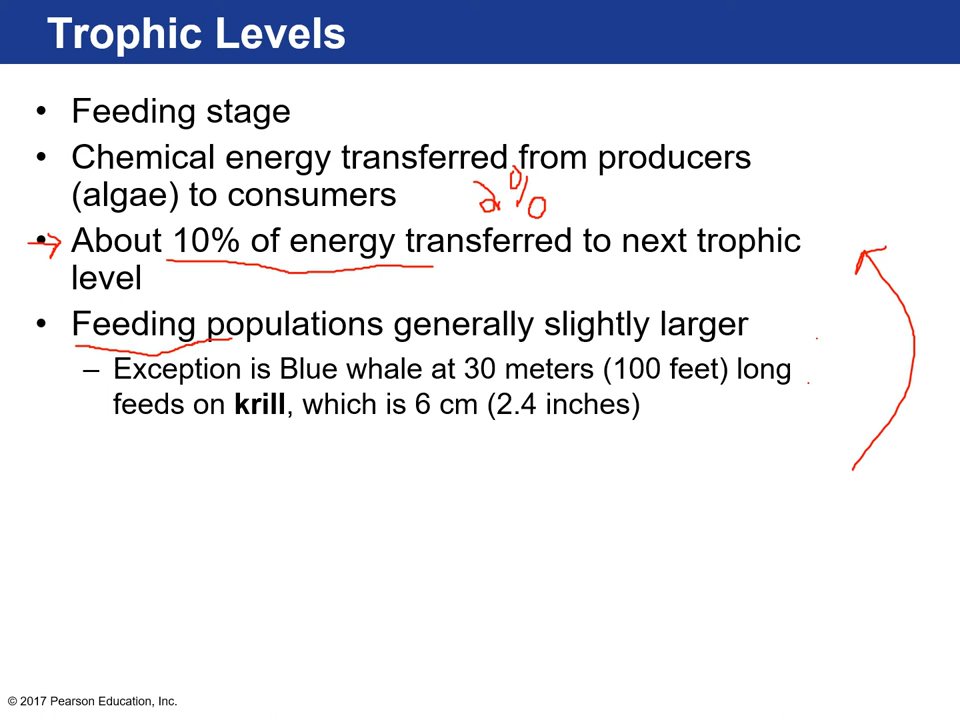 Trophic Levels
• Feeding stage
• Chemical energy transferred from producers
(algae) to consumers
2%
• About 10% of energy transferred to next trophic
level
• Feeding populations generally slightly larger
– Exception is Blue whale at 30 meters (100 feet) long
feeds on krill, which is 6 cm (2.4 inches)
© 2017 Pearson Education, Inc.